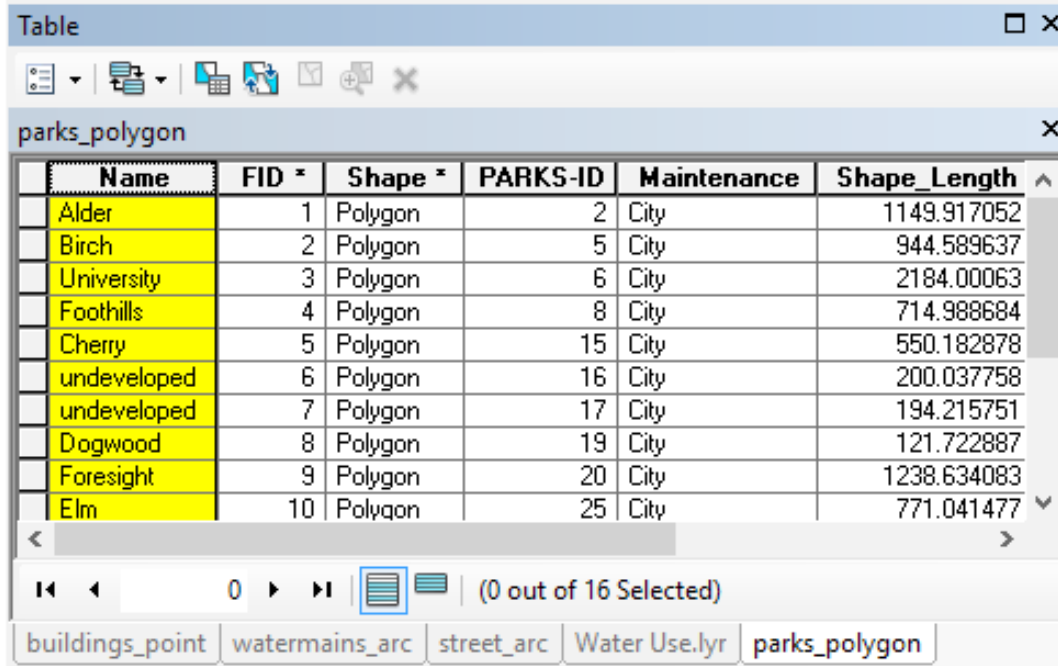 Table
parks_polygon
Name FID * Shape * PARKS-ID Maintenance Shape_Length
Alder 1 Polygon 2 City 1149.917052
Birch 2 Polygon 5 City 944.589637
University 3 Polygon 6 City 2184.00063
Foothills 4 Polygon 8 City 714.988684
Cherry 5 Polygon 15 City 550.182878
undeveloped 6 Polygon 16 City 200.037758
undeveloped 7 Polygon 17 City 194.215751
Dogwood 8 Polygon 19 City 121.722887
Foresight 9 Polygon 20 City 1238.634083
Elm 10 Polygon 25 City 771.041477
0 (0 out of 16 Selected)
buildings_point watermains_arc street_arc Water Use.lyr parks_polygon